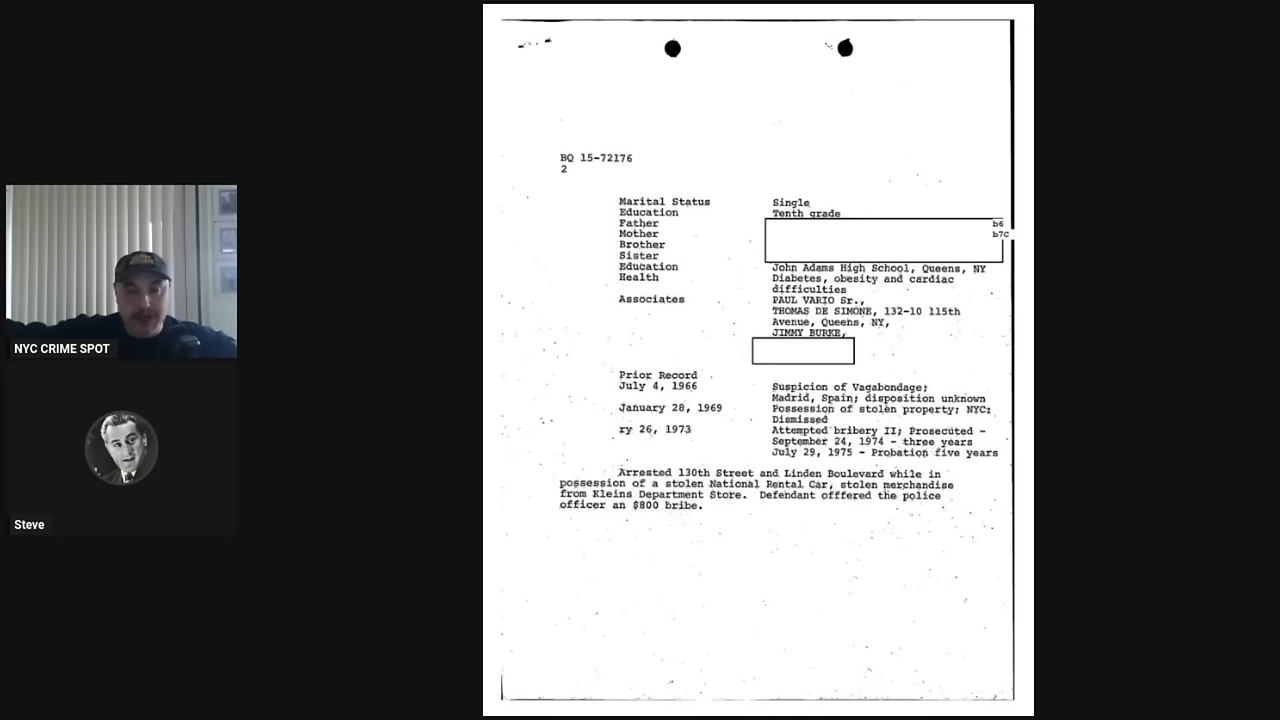 NYC CRIME SPOT
Steve
BQ 15-72176
2
Marital Status Single
Education Tenth grade
Father b6
Mother b7C
Brother
Sister
Education John Adams High School, Queens, NY
Health Diabetes, obesity and cardiac
difficulties
Associates PAUL VARIO Sr.,
THOMAS DE SIMONE, 132-10 115th
Avenue, Queens, NY,
JIMMY BURKE,
Prior Record
July 4, 1966 Suspicion of Vagabondage;
Madrid, Spain; disposition unknown
January 28, 1969 Possession of stolen property; NYC;
Dismissed
ry 26, 1973 Attempted bribery II; Prosecuted -
September 24, 1974 - three years
July 29, 1975 - Probation five years
Arrested 130th Street and Linden Boulevard while in
possession of a stolen National Rental Car, stolen merchandise
from Kleins Department Store. Defendant offfered the police
officer an $800 bribe.